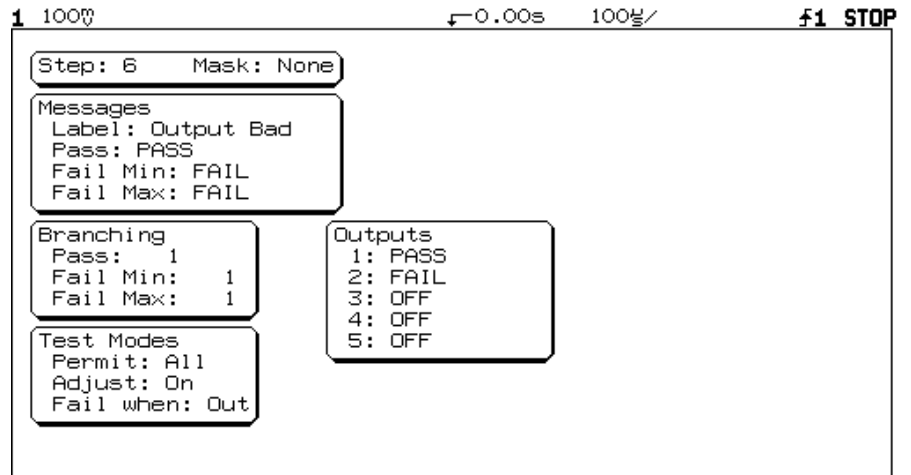 1 100㎷ 0.00s 100㎲/ 1 STOP
Step: 6 Mask: None
Messages
Label: Output Bad
Pass: PASS
Fail Min: FAIL
Fail Max: FAIL
Branching
Pass: 1
Fail Min: 1
Fail Max: 1
Outputs
1: PASS
2: FAIL
3: OFF
4: OFF
5: OFF
Test Modes
Permit: All
Adjust: On
Fail when: Out